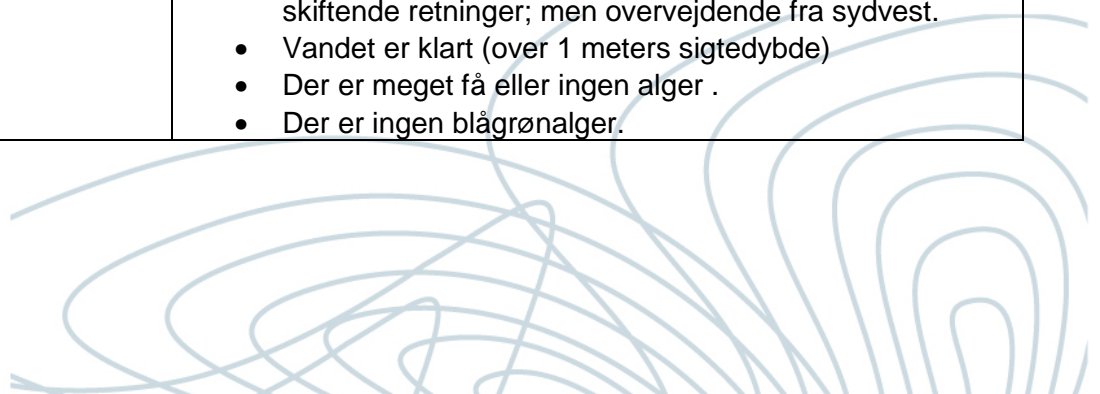 skiftende retninger; men overvejdende fra sydvest.
• Vandet er klart (over 1 meters sigtedybde)
• Der er meget få eller ingen alger .
• Der er ingen blågrønalger.